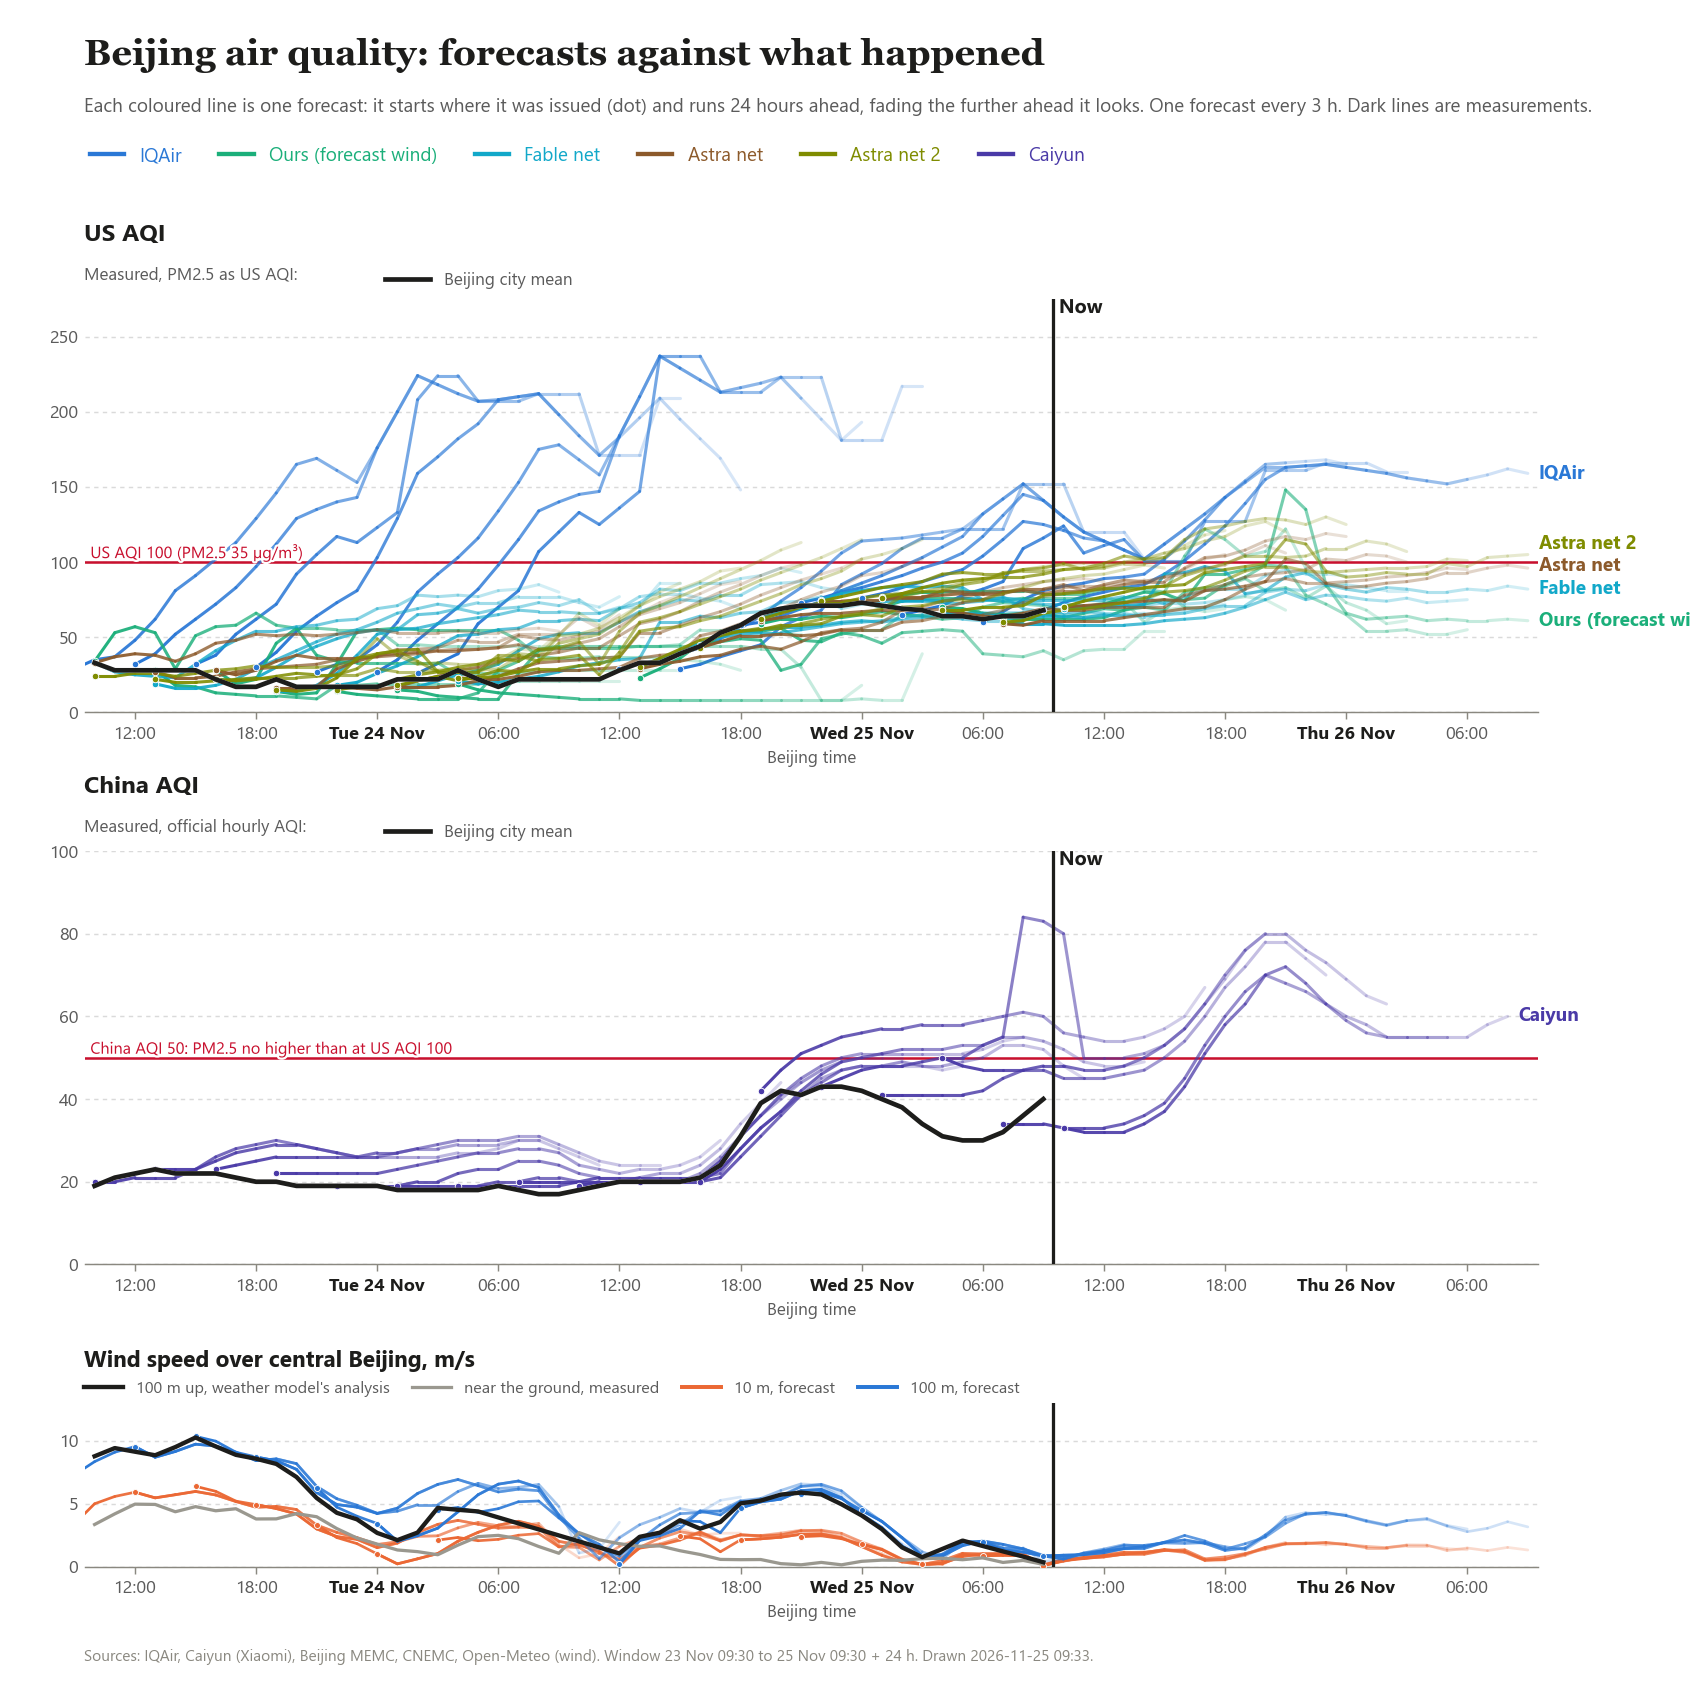 Beijing air quality: forecasts against what happened
Each coloured line is one forecast: it starts where it was issued (dot) and runs 24 hours ahead, fading the further ahead it looks. One forecast every 3 h. Dark lines are measurements.
IQAir Ours (forecast wind) Fable net Astra net Astra net 2 Caiyun
US AQI
Measured, PM2.5 as US AQI: Beijing city mean
Now
250
200
150
100
50
0
US AQI 100 (PM2.5 35 µg/m³)
IQAir
Astra net 2
Astra net
Fable net
Ours (forecast wi
12:00 18:00 Tue 24 Nov 06:00 12:00 18:00 Wed 25 Nov 06:00 12:00 18:00 Thu 26 Nov 06:00
Beijing time
China AQI
Measured, official hourly AQI: Beijing city mean
Now
100
80
60
40
20
0
China AQI 50: PM2.5 no higher than at US AQI 100
Caiyun
12:00 18:00 Tue 24 Nov 06:00 12:00 18:00 Wed 25 Nov 06:00 12:00 18:00 Thu 26 Nov 06:00
Beijing time
Wind speed over central Beijing, m/s
100 m up, weather model's analysis near the ground, measured 10 m, forecast 100 m, forecast
10
5
0
12:00 18:00 Tue 24 Nov 06:00 12:00 18:00 Wed 25 Nov 06:00 12:00 18:00 Thu 26 Nov 06:00
Beijing time
Sources: IQAir, Caiyun (Xiaomi), Beijing MEMC, CNEMC, Open-Meteo (wind). Window 23 Nov 09:30 to 25 Nov 09:30 + 24 h. Drawn 2026-11-25 09:33.